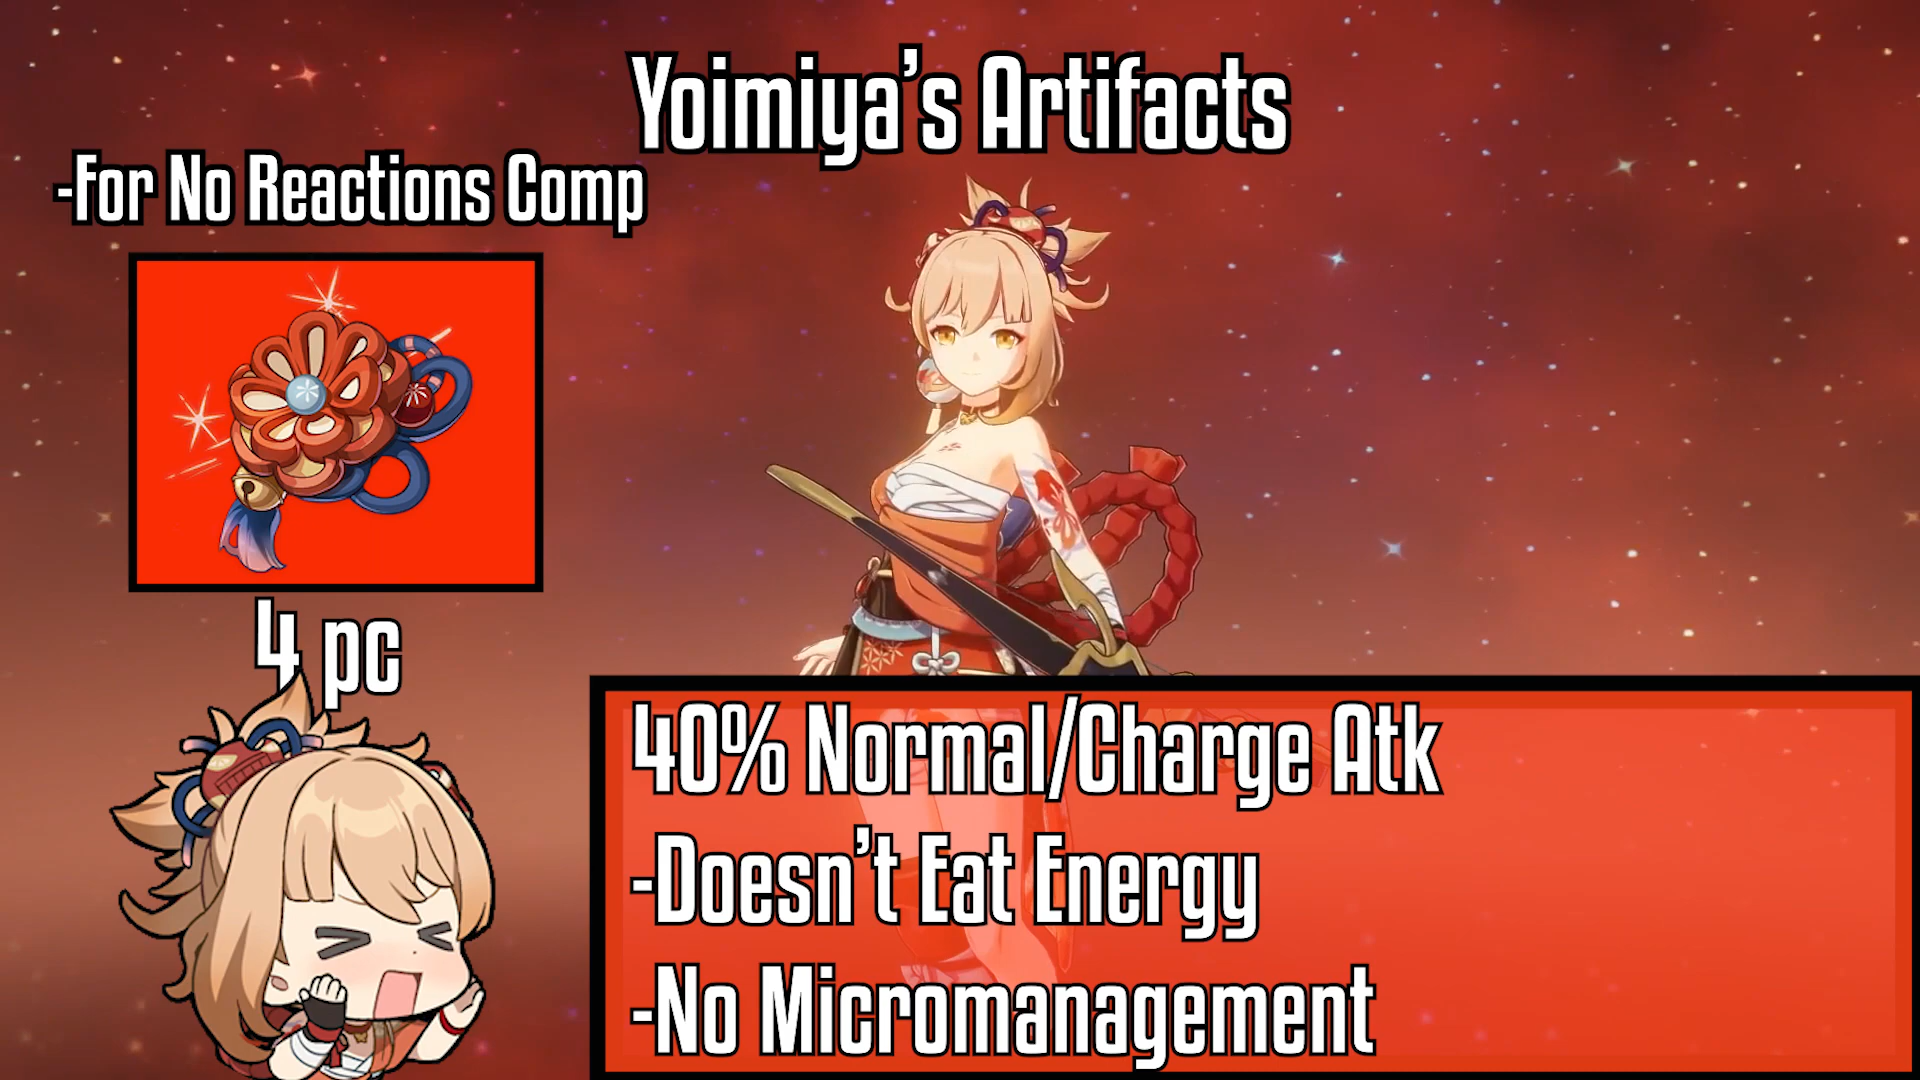 Yoimiya's Artifacts
-For No Reactions Comp
4 pc
40% Normal/Charge Atk
-Doesn't Eat Energy
-No Micromanagement